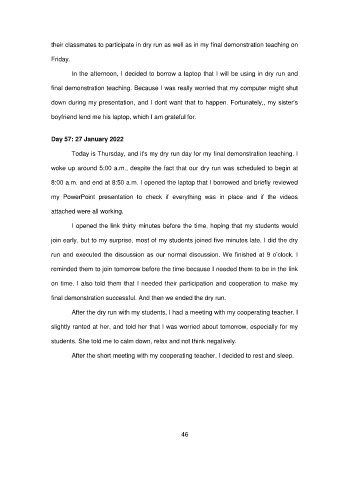 their classmates to participate in dry run as well as in my final demonstration teaching on
Friday.
In the afternoon, I decided to borrow a laptop that I will be using in dry run and
final demonstration teaching. Because I was really worried that my computer might shut
down during my presentation, and I dont want that to happen. Fortunately,, my sister's
boyfriend lend me his laptop, which I am grateful for.
Day 57: 27 January 2022
Today is Thursday, and it's my dry run day for my final demonstration teaching. I
woke up around 5:00 a.m., despite the fact that our dry run was scheduled to begin at
8:00 a.m. and end at 8:50 a.m. I opened the laptop that I borrowed and briefly reviewed
my PowerPoint presentation to check if everything was in place and if the videos
attached were all working.
I opened the link thirty minutes before the time, hoping that my students would
join early, but to my surprise, most of my students joined five minutes late. I did the dry
run and executed the discussion as our normal discussion. We finished at 9 o'clock. I
reminded them to join tomorrow before the time because I needed them to be in the link
on time. I also told them that I needed their participation and cooperation to make my
final demonstration successful. And then we ended the dry run.
After the dry run with my students, I had a meeting with my cooperating teacher. I
slightly ranted at her, and told her that I was worried about tomorrow, especially for my
students. She told me to calm down, relax and not think negatively.
After the short meeting with my cooperating teacher, I decided to rest and sleep.
46